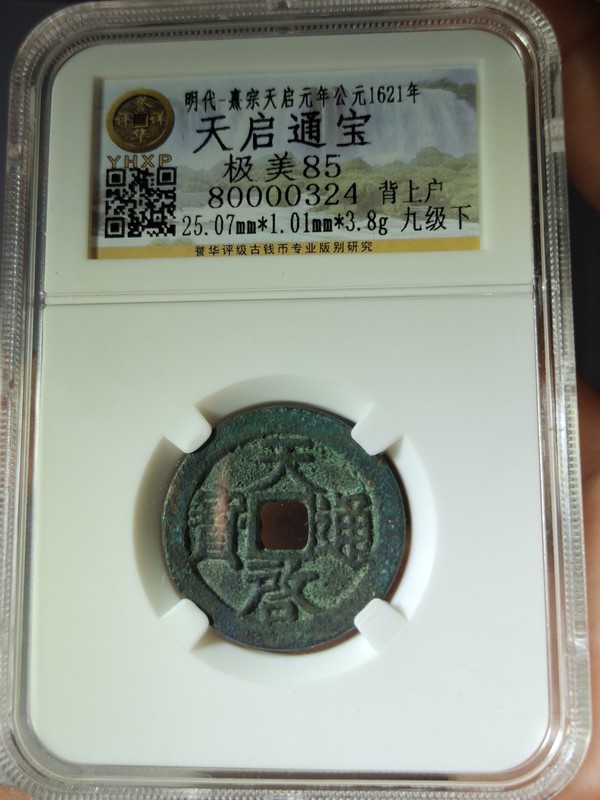 明代-熹宗天启元年公元1621年
天启通宝
YHXP
极美85
80000324 背上户
25.07mm*1.01mm*3.8g 九级下
誉华评级古钱币专业版别研究
天
寳 通
啓